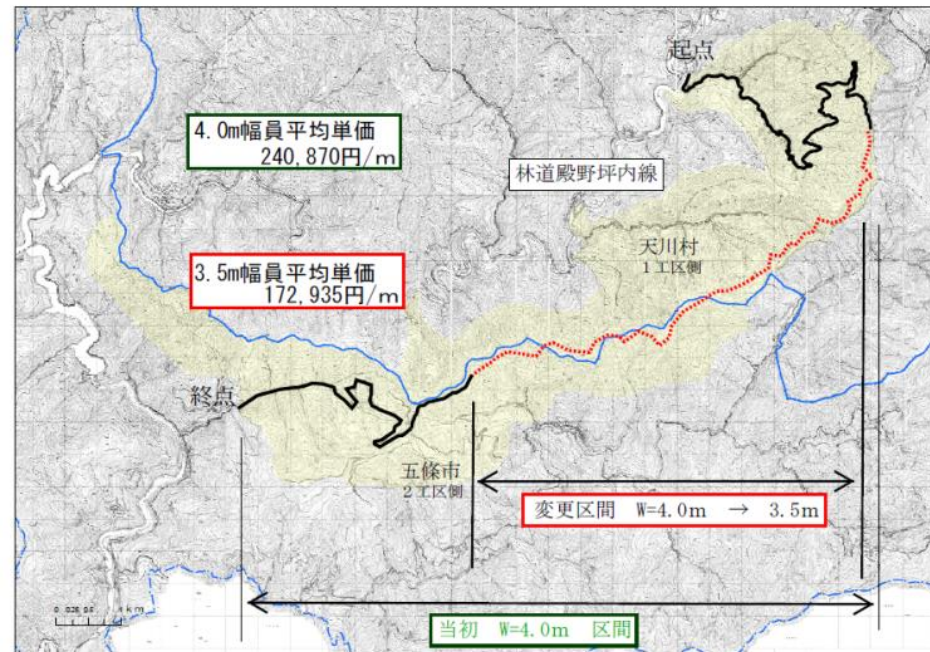 起点
4.0m幅員平均単価
240,870円/m
林道殿野坪内線
天川村
1工区側
3.5m幅員平均単価
172,935円/m
終点
五條市
2工区側
変更区間 W=4.0m → 3.5m
当初 W=4.0m 区間